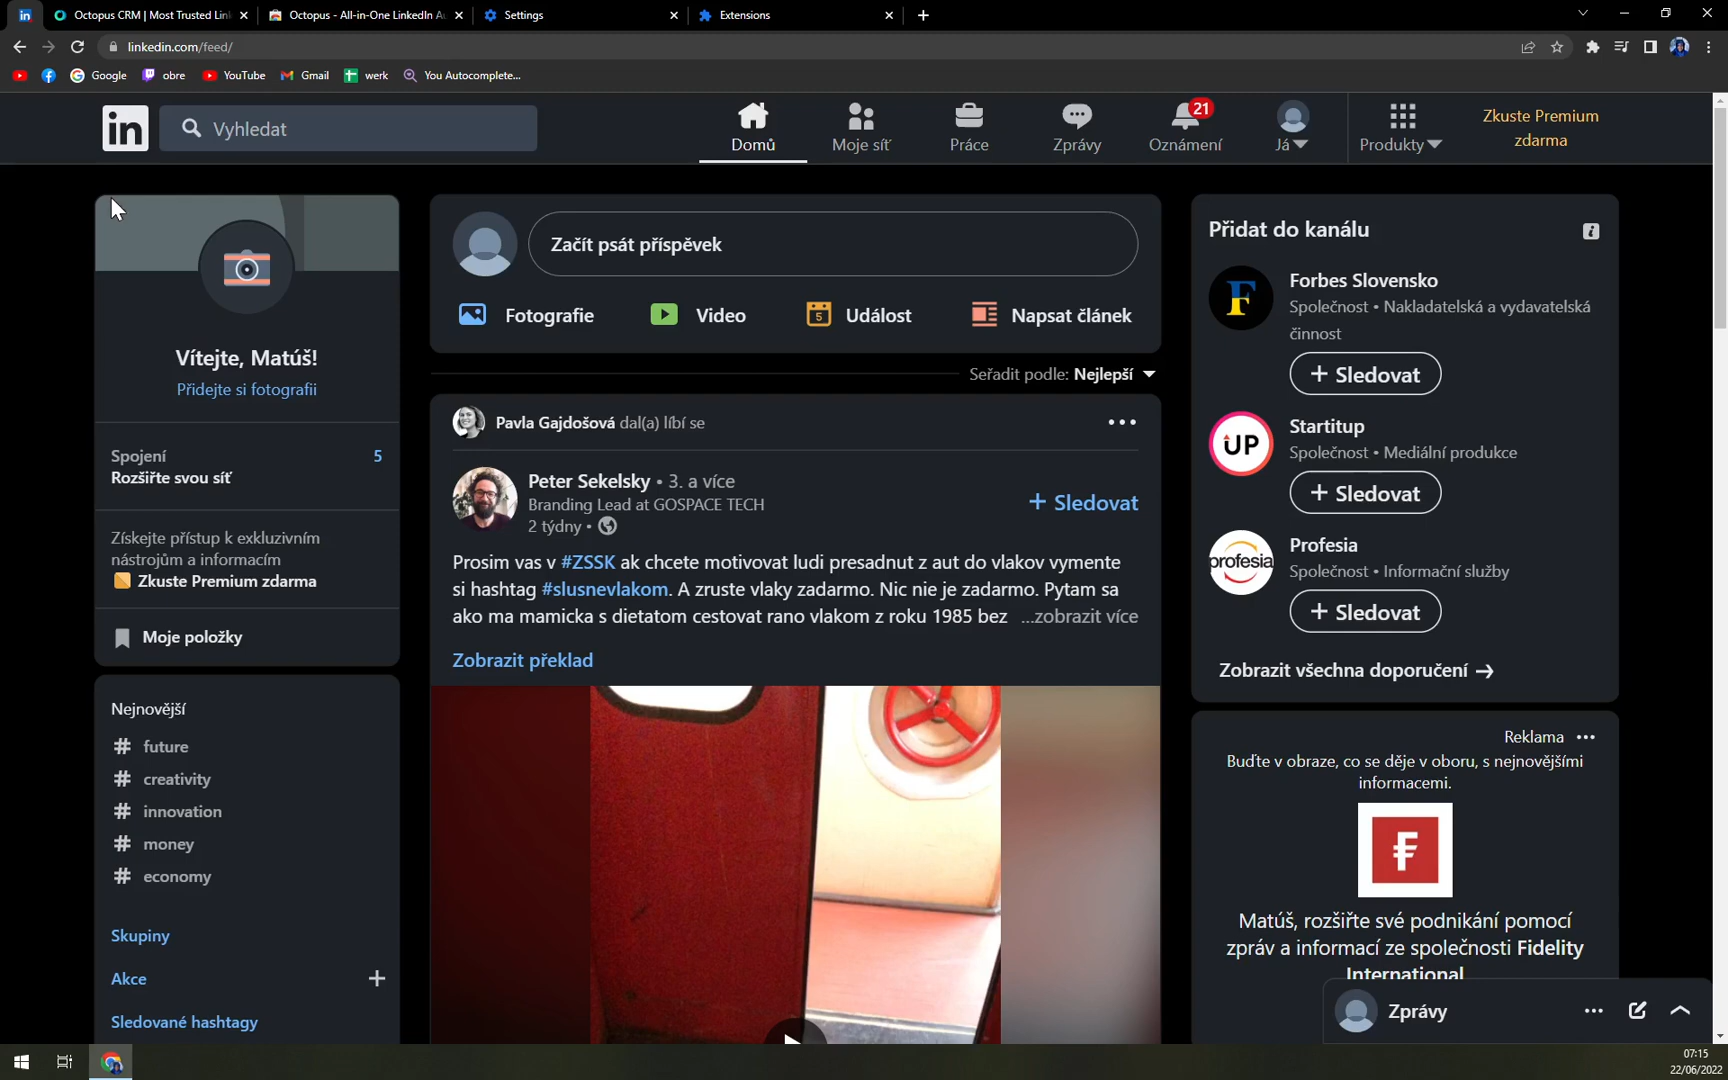 Octopus CRM | Most Trusted Lin
Octopus - All-in-One LinkedIn Au
Settings
Extensions
linkedin.com/feed/
Google
obre
YouTube
Gmail
werk
You Autocomplete...
in
Vyhledat
Domů
Moje síť
Práce
Zprávy
21
Oznámení
Já
Produkty
Zkuste Premium
zdarma
Vítejte, Matúš!
Přidejte si fotografii
Spojení 5
Rozšiřte svou síť
Získejte přístup k exkluzivním
nástrojům a informacím
Zkuste Premium zdarma
Moje položky
Nejnovější
# future
# creativity
# innovation
# money
# economy
Skupiny
Akce +
Sledované hashtagy
Začít psát příspěvek
Fotografie
Video
5
Událost
Napsat článek
Seřadit podle: Nejlepší
Pavla Gajdošová dal(a) líbí se
Peter Sekelsky • 3. a více
Branding Lead at GOSPACE TECH
2 týdny •
+ Sledovat
Prosim vas v #ZSSK ak chcete motivovat ludi presadnut z aut do vlakov vymente
si hashtag #slusnevlakom. A zruste vlaky zadarmo. Nic nie je zadarmo. Pytam sa
ako ma mamicka s dietatom cestovat rano vlakom z roku 1985 bez ...zobrazit více
Zobrazit překlad
Přidat do kanálu
F
Forbes Slovensko
Společnost • Nakladatelská a vydavatelská
činnost
+ Sledovat
UP
Startitup
Společnost • Mediální produkce
+ Sledovat
profesia
Profesia
Společnost • Informační služby
+ Sledovat
Zobrazit všechna doporučení →
Reklama
Buďte v obraze, co se děje v oboru, s nejnovějšími
informacemi.
F
Matúš, rozšiřte své podnikání pomocí
zpráv a informací ze společnosti Fidelity
International
Zprávy
07:15
22/06/2022